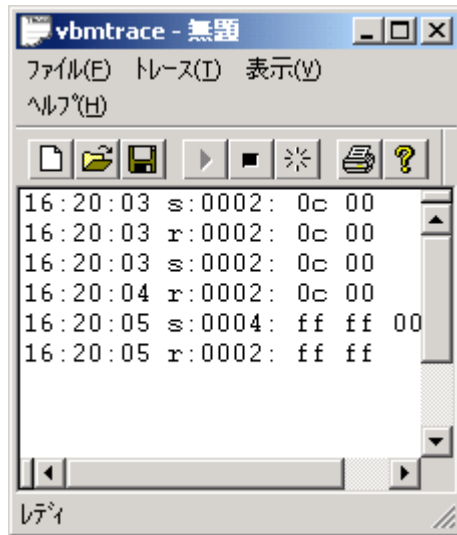 vbmtrace - 無題
ﾌｧｲﾙ(F) ﾄﾚｰｽ(T) 表示(V)
ﾍﾙﾌﾟ(H)
16:20:03 s:0002: 0c 00
16:20:03 r:0002: 0c 00
16:20:03 s:0002: 0c 00
16:20:04 r:0002: 0c 00
16:20:05 s:0004: ff ff 00
16:20:05 r:0002: ff ff
ﾚﾃﾞｨ